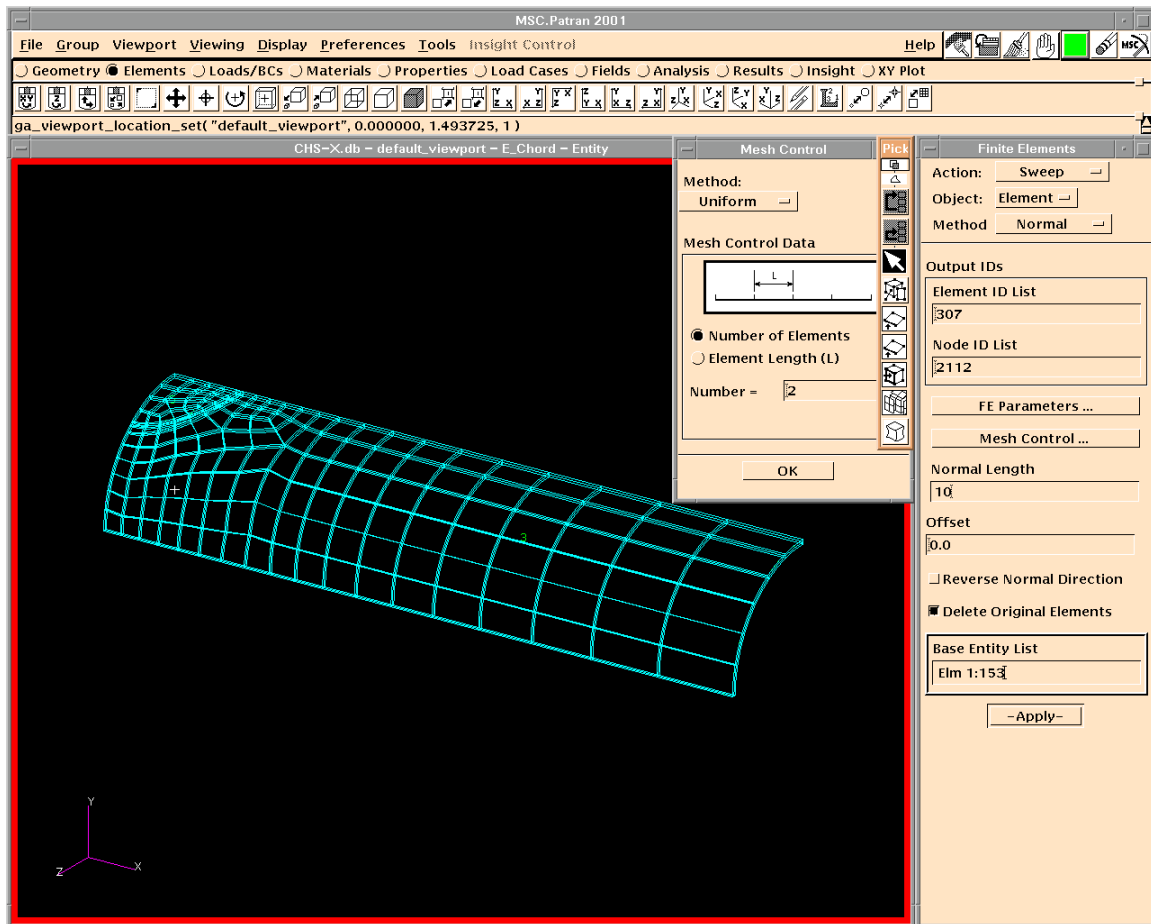 MSC.Patran 2001
File Group Viewport Viewing Display Preferences Tools Insight Control Help
Geometry Elements Loads/BCs Materials Properties Load Cases Fields Analysis Results Insight XY Plot
ga_viewport_location_set( "default_viewport", 0.000000, 1.493725, 1 )
CHS-X.db - default_viewport - E_Chord - Entity
3
Y
Z
X
Mesh Control
Method:
Uniform
Mesh Control Data
L
Number of Elements
Element Length (L)
Number = 2
OK
Pick
Finite Elements
Action: Sweep
Object: Element
Method Normal
Output IDs
Element ID List
307
Node ID List
2112
FE Parameters ...
Mesh Control ...
Normal Length
10
Offset
0.0
Reverse Normal Direction
Delete Original Elements
Base Entity List
Elm 1:153
-Apply-